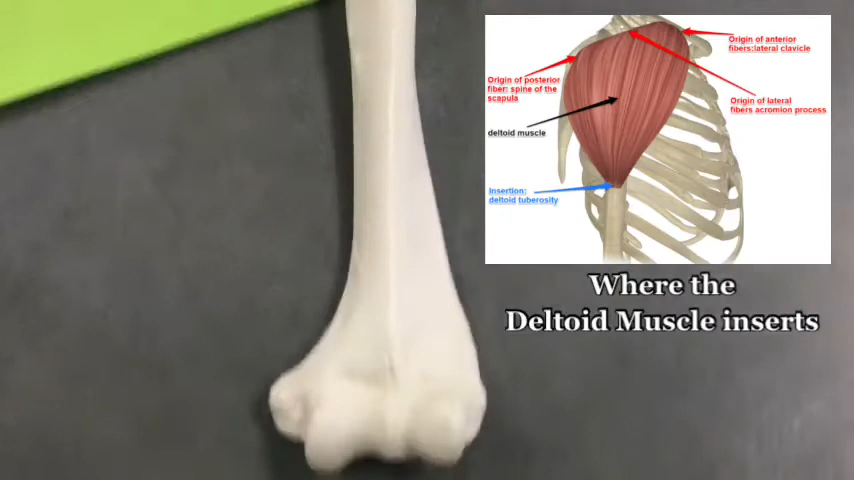 Origin of anterior
fibers:lateral clavicle
Origin of posterior
fiber: spine of the
scapula
Origin of lateral
fibers acromion process
deltoid muscle
Insertion:
deltoid tuberosity
Where the
Deltoid Muscle inserts